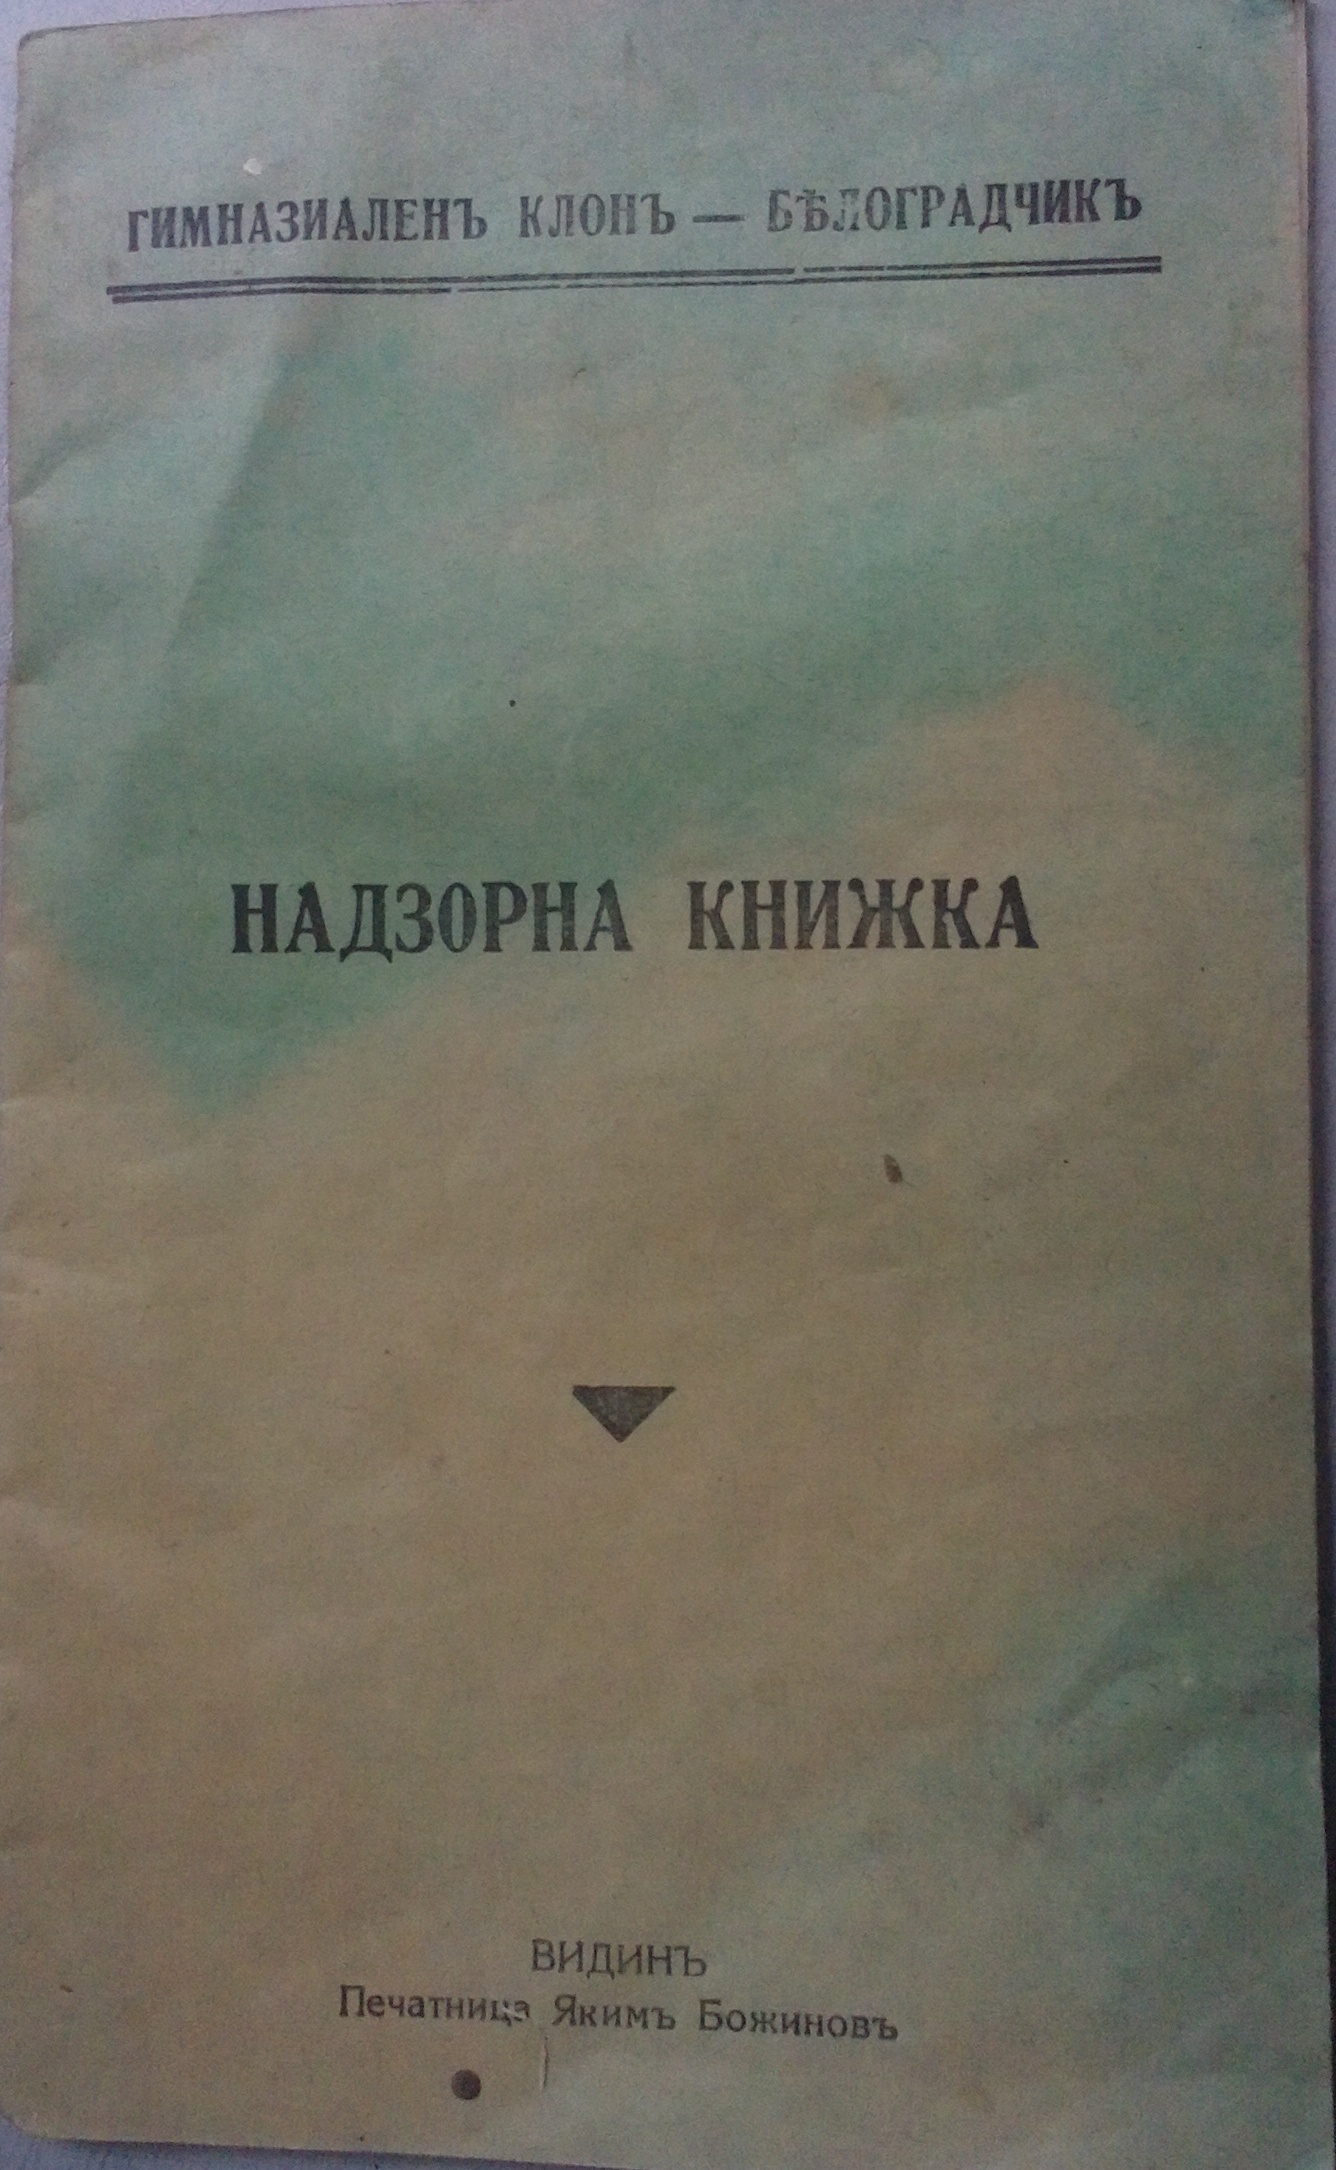 ГИМНАЗИАЛЕНЪ КЛОНЪ — БѢЛОГРАДЧИКЪ
НАДЗОРНА КНИЖКА
ВИДИНЪ
Печатница Якимъ Божиновъ